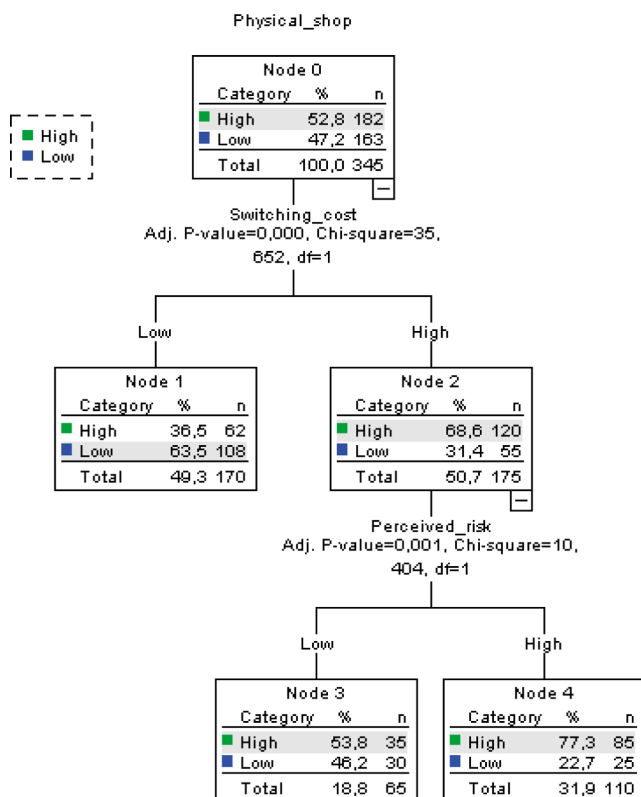 Physical_shop
High
Low
Node 0
Category % n
High 52,8 182
Low 47,2 163
Total 100,0 345
Switching_cost
Adj. P-value=0,000, Chi-square=35,
652, df=1
Low
High
Node 1
Category % n
High 36,5 62
Low 63,5 108
Total 49,3 170
Node 2
Category % n
High 68,6 120
Low 31,4 55
Total 50,7 175
Perceived_risk
Adj. P-value=0,001, Chi-square=10,
404, df=1
Low
High
Node 3
Category % n
High 53,8 35
Low 46,2 30
Total 18,8 65
Node 4
Category % n
High 77,3 85
Low 22,7 25
Total 31,9 110